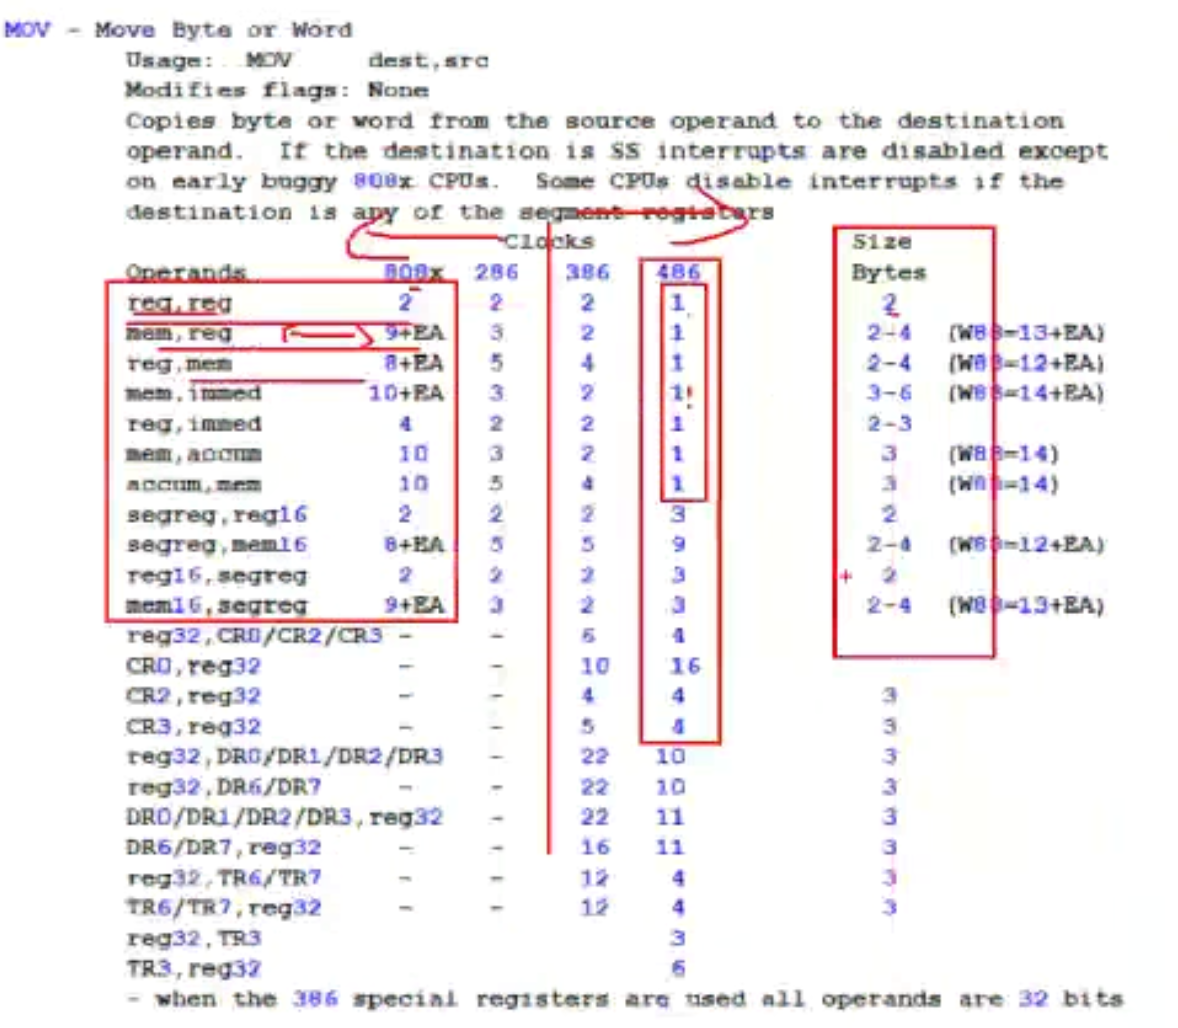 MOV - Move Byte or Word
Usage: MOV dest,src
Modifies flags: None
Copies byte or word from the source operand to the destination
operand. If the destination is SS interrupts are disabled except
on early buggy 808x CPUs. Some CPUs disable interrupts if the
destination is any of the segment registers
Clocks Size
Operands 808x 286 386 486 Bytes
reg,reg 2 2 2 1 2
mem,reg 9+EA 3 2 1 2-4 (W88=13+EA)
reg,mem 8+EA 5 4 1 2-4 (W88=12+EA)
mem,immed 10+EA 3 2 1 3-6 (W88=14+EA)
reg,immed 4 2 2 1 2-3
mem,accum 10 3 2 1 3 (W88=14)
accum,mem 10 5 4 1 3 (W88=14)
segreg,reg16 2 2 2 3 2
segreg,mem16 8+EA 5 5 9 2-4 (W88=12+EA)
reg16,segreg 2 2 2 3 2
mem16,segreg 9+EA 3 2 3 2-4 (W88=13+EA)
reg32,CR0/CR2/CR3 - - 6 4
CR0,reg32 - - 10 16
CR2,reg32 - - 4 4 3
CR3,reg32 - - 5 4 3
reg32,DR0/DR1/DR2/DR3 - 22 10 3
reg32,DR6/DR7 - - 22 10 3
DR0/DR1/DR2/DR3,reg32 - 22 11 3
DR6/DR7,reg32 - - 16 11 3
reg32,TR6/TR7 - - 12 4 3
TR6/TR7,reg32 - - 12 4 3
reg32,TR3 3
TR3,reg32 6
- when the 386 special registers are used all operands are 32 bits